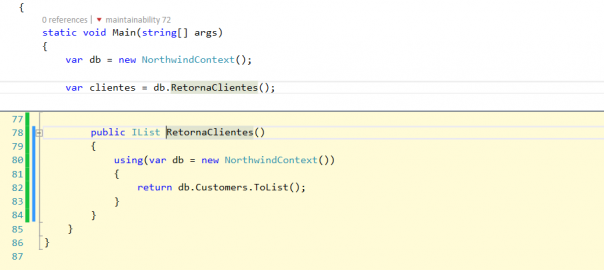 {
0 references | maintainability 72
static void Main(string[] args)
{
var db = new NorthwindContext();
var clientes = db.RetornaClientes();
77
78 public IList RetornaClientes()
79 {
80 using(var db = new NorthwindContext())
81 {
82 return db.Customers.ToList();
83 }
84 }
85 }
86 }
87